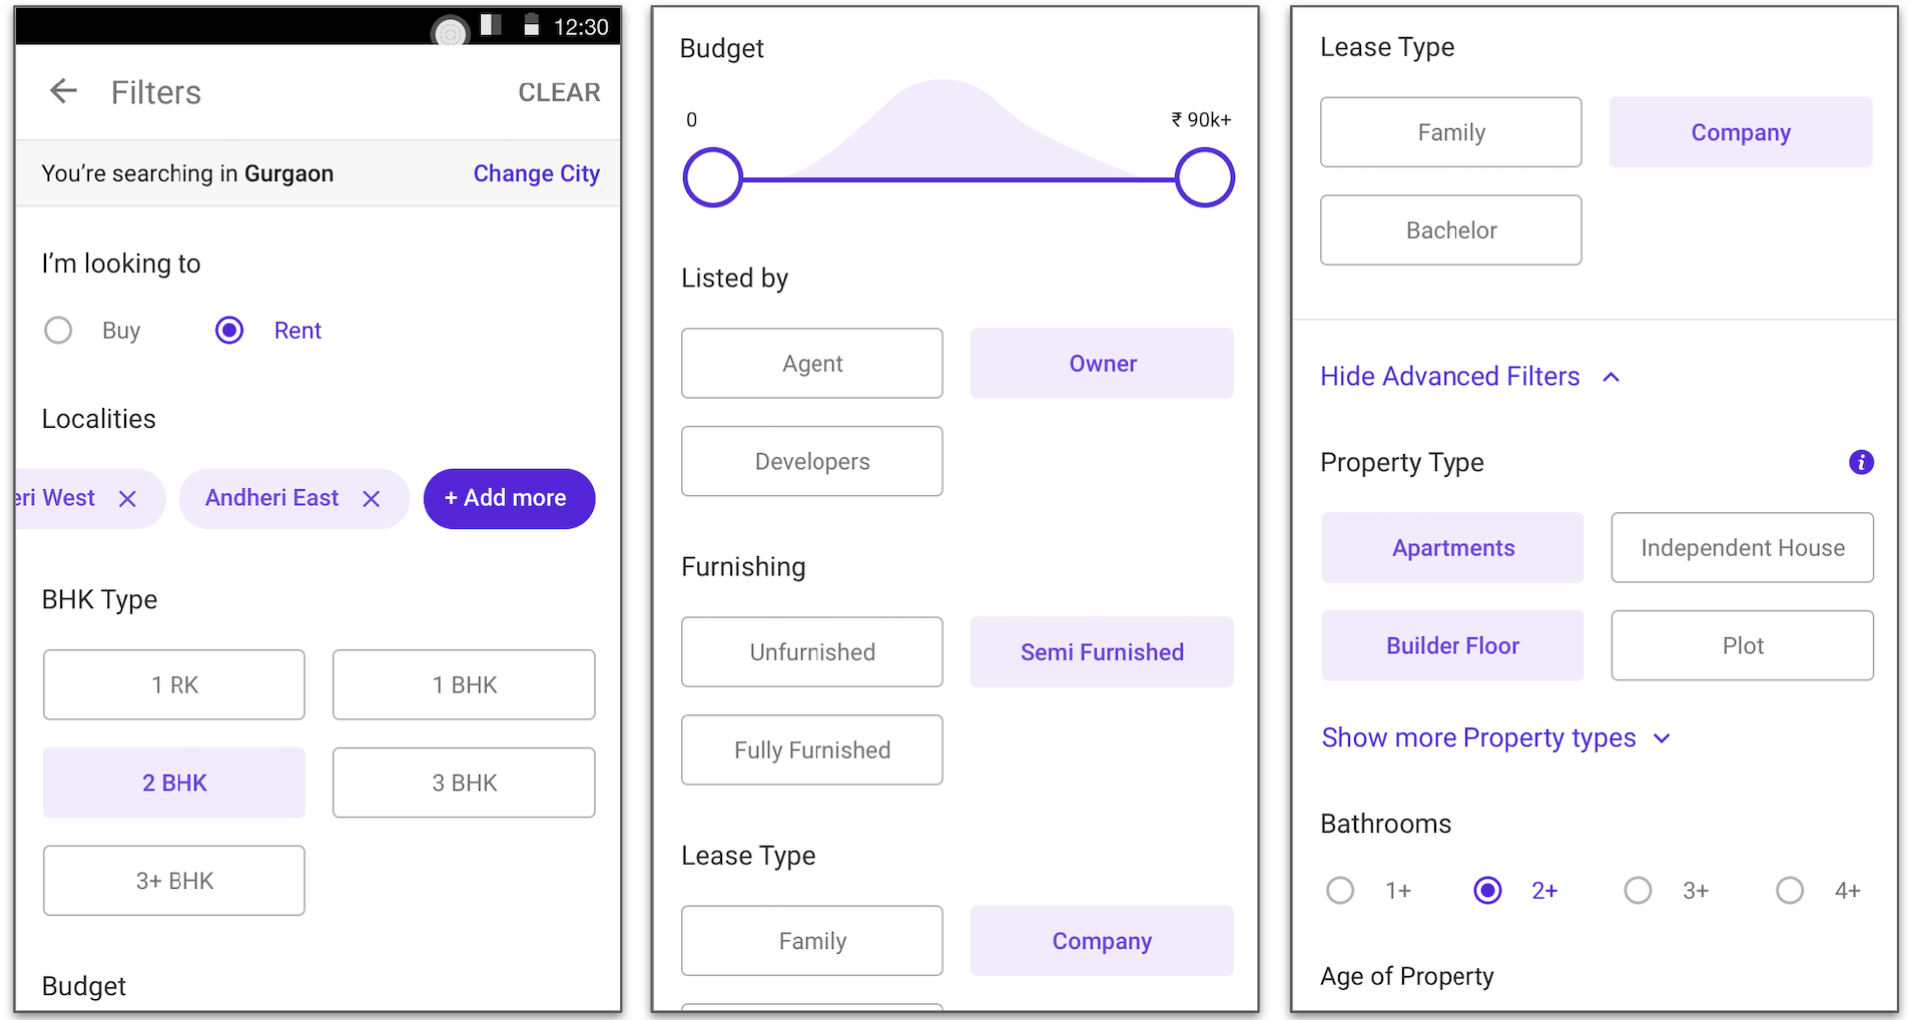 12:30
Filters CLEAR
You’re searching in Gurgaon Change City
I’m looking to
Buy Rent
Localities
eri West Andheri East + Add more
BHK Type
1 RK 1 BHK
2 BHK 3 BHK
3+ BHK
Budget
Budget
0 ₹ 90k+
Listed by
Agent Owner
Developers
Furnishing
Unfurnished Semi Furnished
Fully Furnished
Lease Type
Family Company
Lease Type
Family Company
Bachelor
Hide Advanced Filters
Property Type i
Apartments Independent House
Builder Floor Plot
Show more Property types
Bathrooms
1+ 2+ 3+ 4+
Age of Property